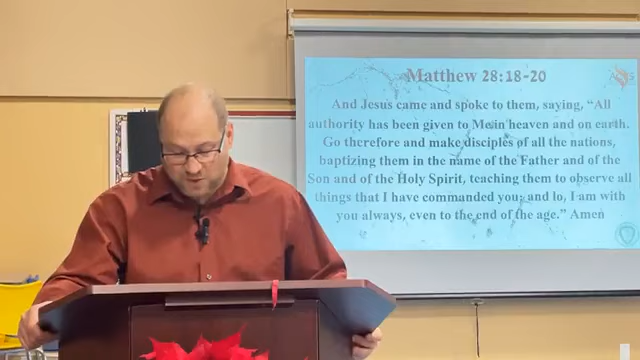 Matthew 28:18-20
And Jesus came and spoke to them, saying, “All
authority has been given to Me in heaven and on earth.
Go therefore and make disciples of all the nations,
baptizing them in the name of the Father and of the
Son and of the Holy Spirit, teaching them to observe all
things that I have commanded you; and lo, I am with
you always, even to the end of the age.” Amen